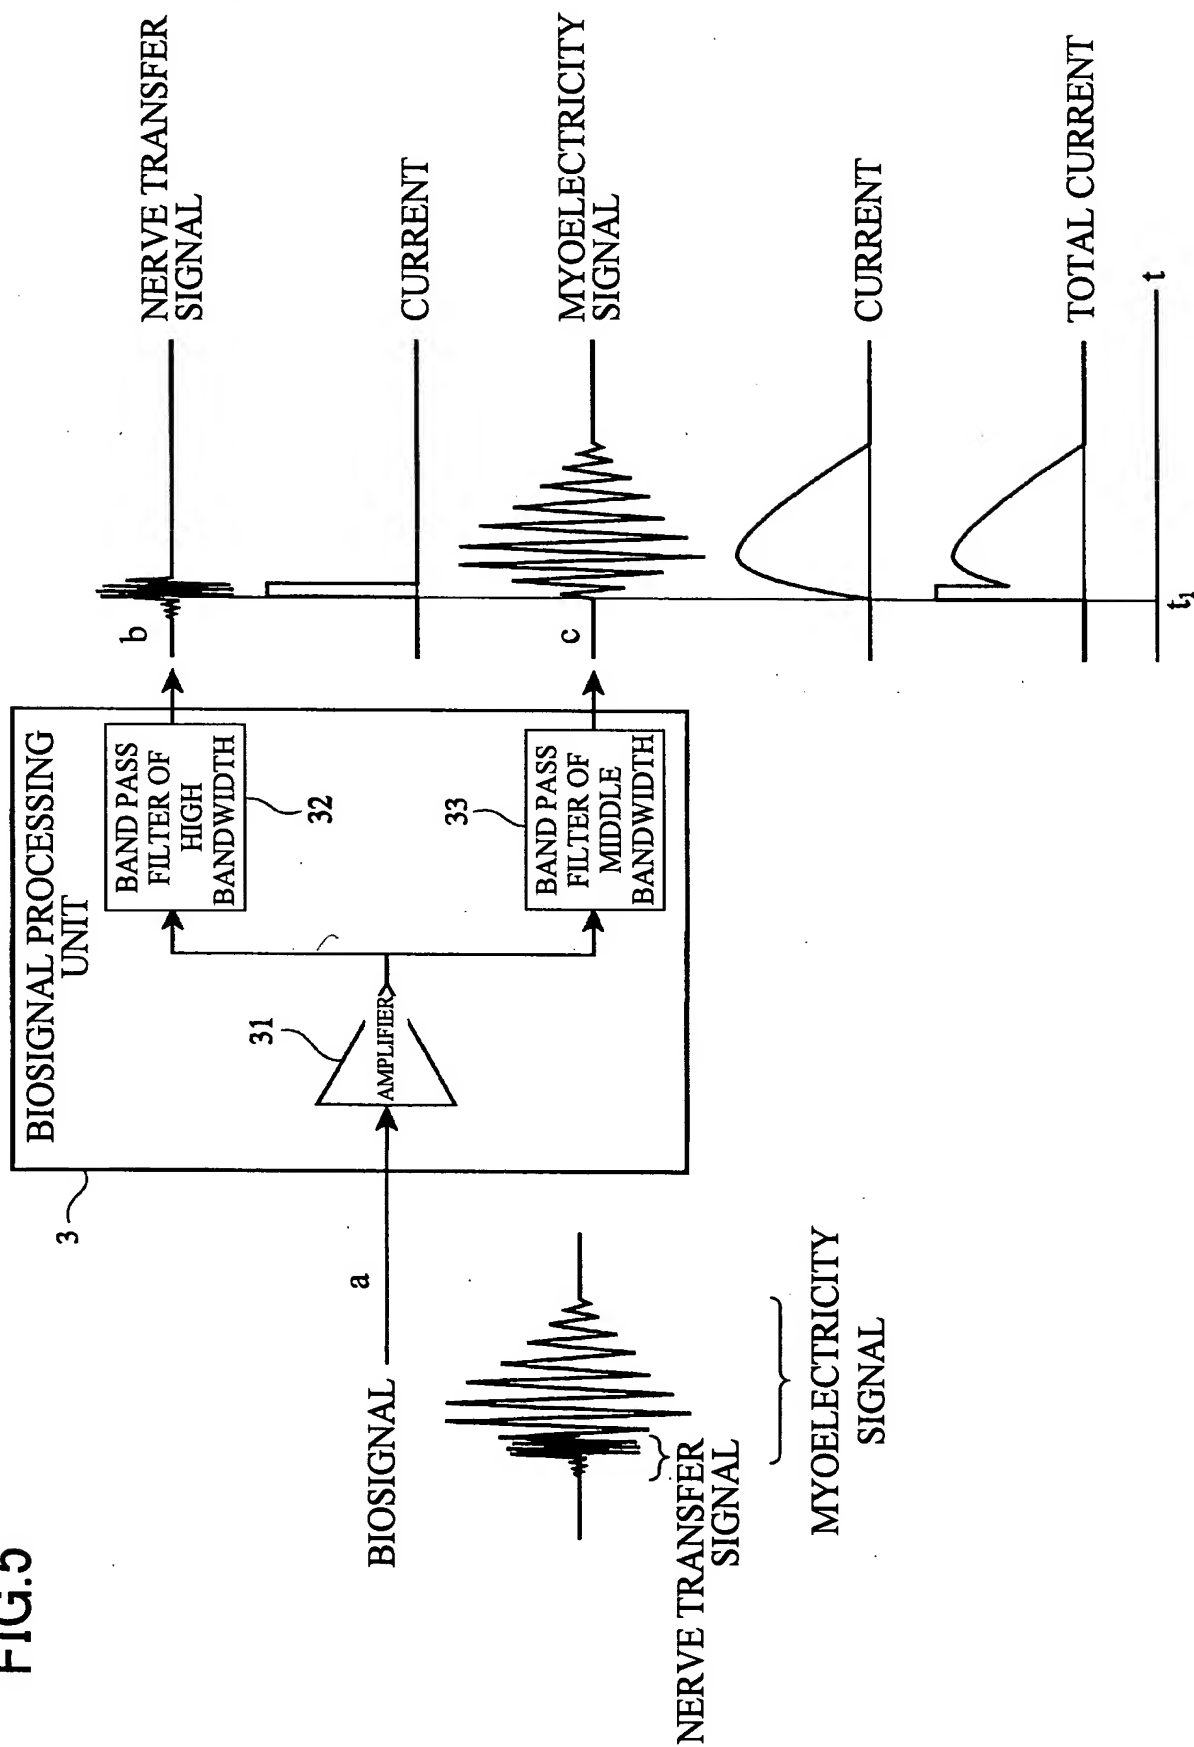 FIG.5
BIOSIGNAL PROCESSING
UNIT
3
BIOSIGNAL
a
31
AMPLIFIER
BAND PASS
FILTER OF
HIGH
BANDWIDTH
32
BAND PASS
FILTER OF
MIDDLE
BANDWIDTH
33
b
NERVE TRANSFER
SIGNAL
CURRENT
c
MYOELECTRICITY
SIGNAL
CURRENT
TOTAL CURRENT
t1
t
NERVE TRANSFER
SIGNAL
MYOELECTRICITY
SIGNAL